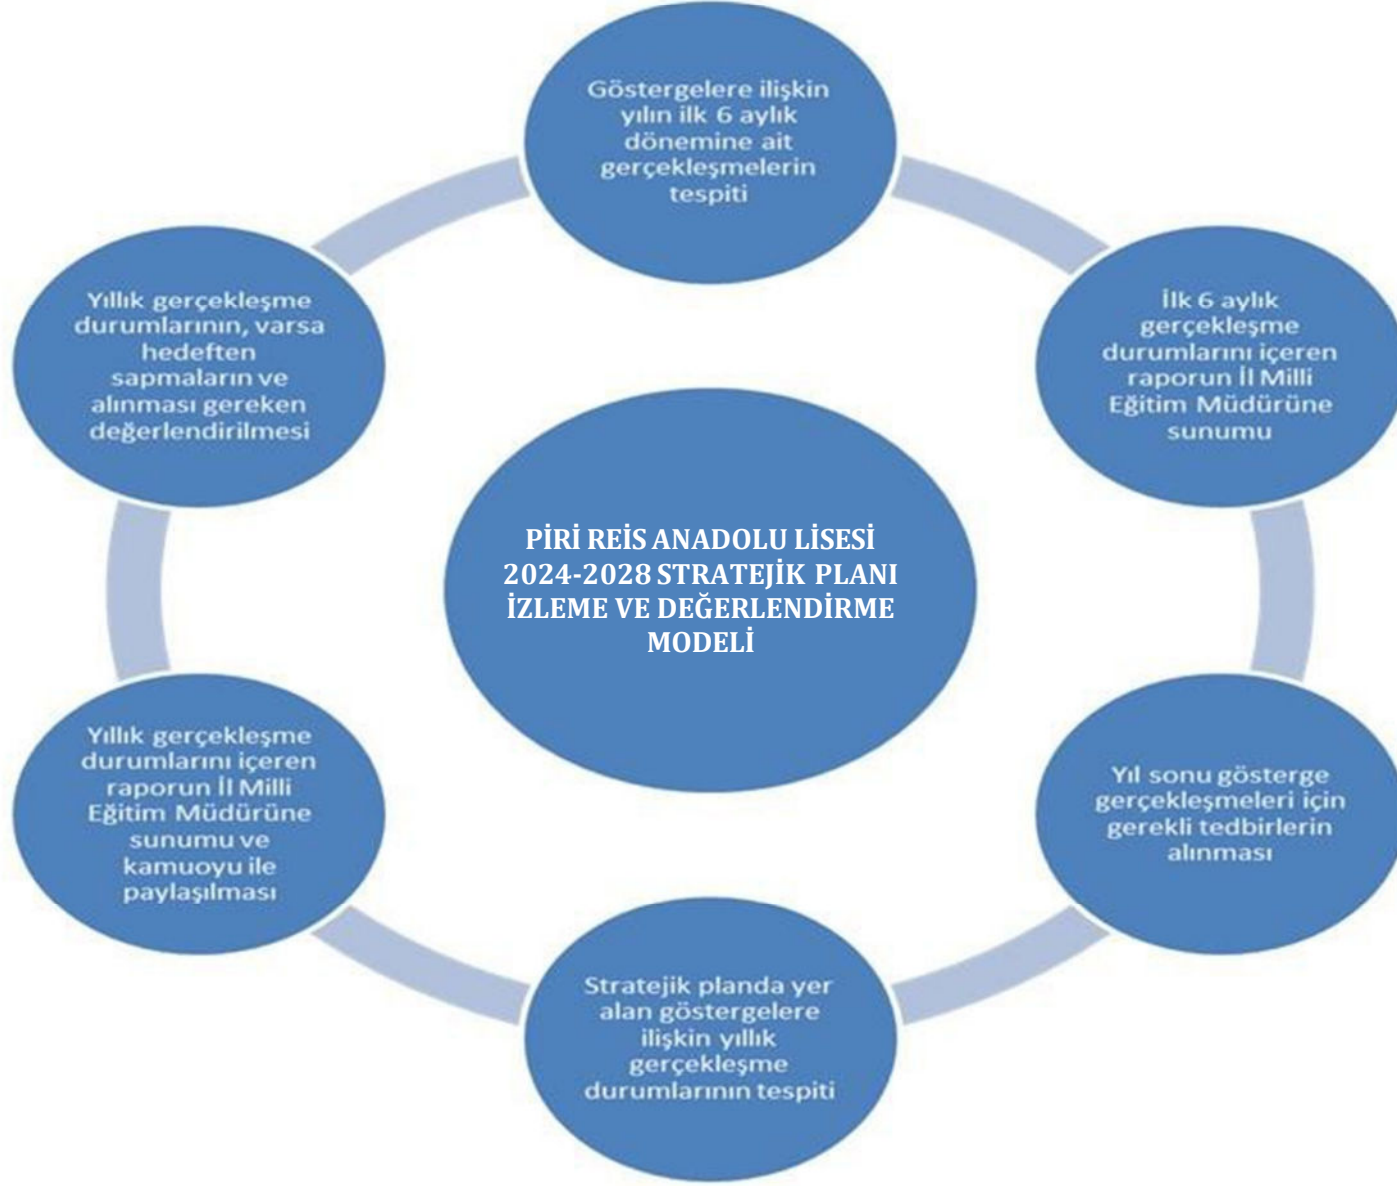 Göstergelere ilişkin
yılın ilk 6 aylık
dönemine ait
gerçekleşmelerin
tespiti
İlk 6 aylık
gerçekleşme
durumlarını içeren
raporun İl Milli
Eğitim Müdürüne
sunumu
Yıl sonu gösterge
gerçekleşmeleri için
gerekli tedbirlerin
alınması
Stratejik planda yer
alan göstergelere
ilişkin yıllık
gerçekleşme
durumlarının tespiti
Yıllık gerçekleşme
durumlarını içeren
raporun İl Milli
Eğitim Müdürüne
sunumu ve
kamuoyu ile
paylaşılması
Yıllık gerçekleşme
durumlarının, varsa
hedeften
sapmaların ve
alınması gereken
değerlendirilmesi
PİRİ REİS ANADOLU LİSESİ
2024-2028 STRATEJİK PLANI
İZLEME VE DEĞERLENDİRME
MODELİ